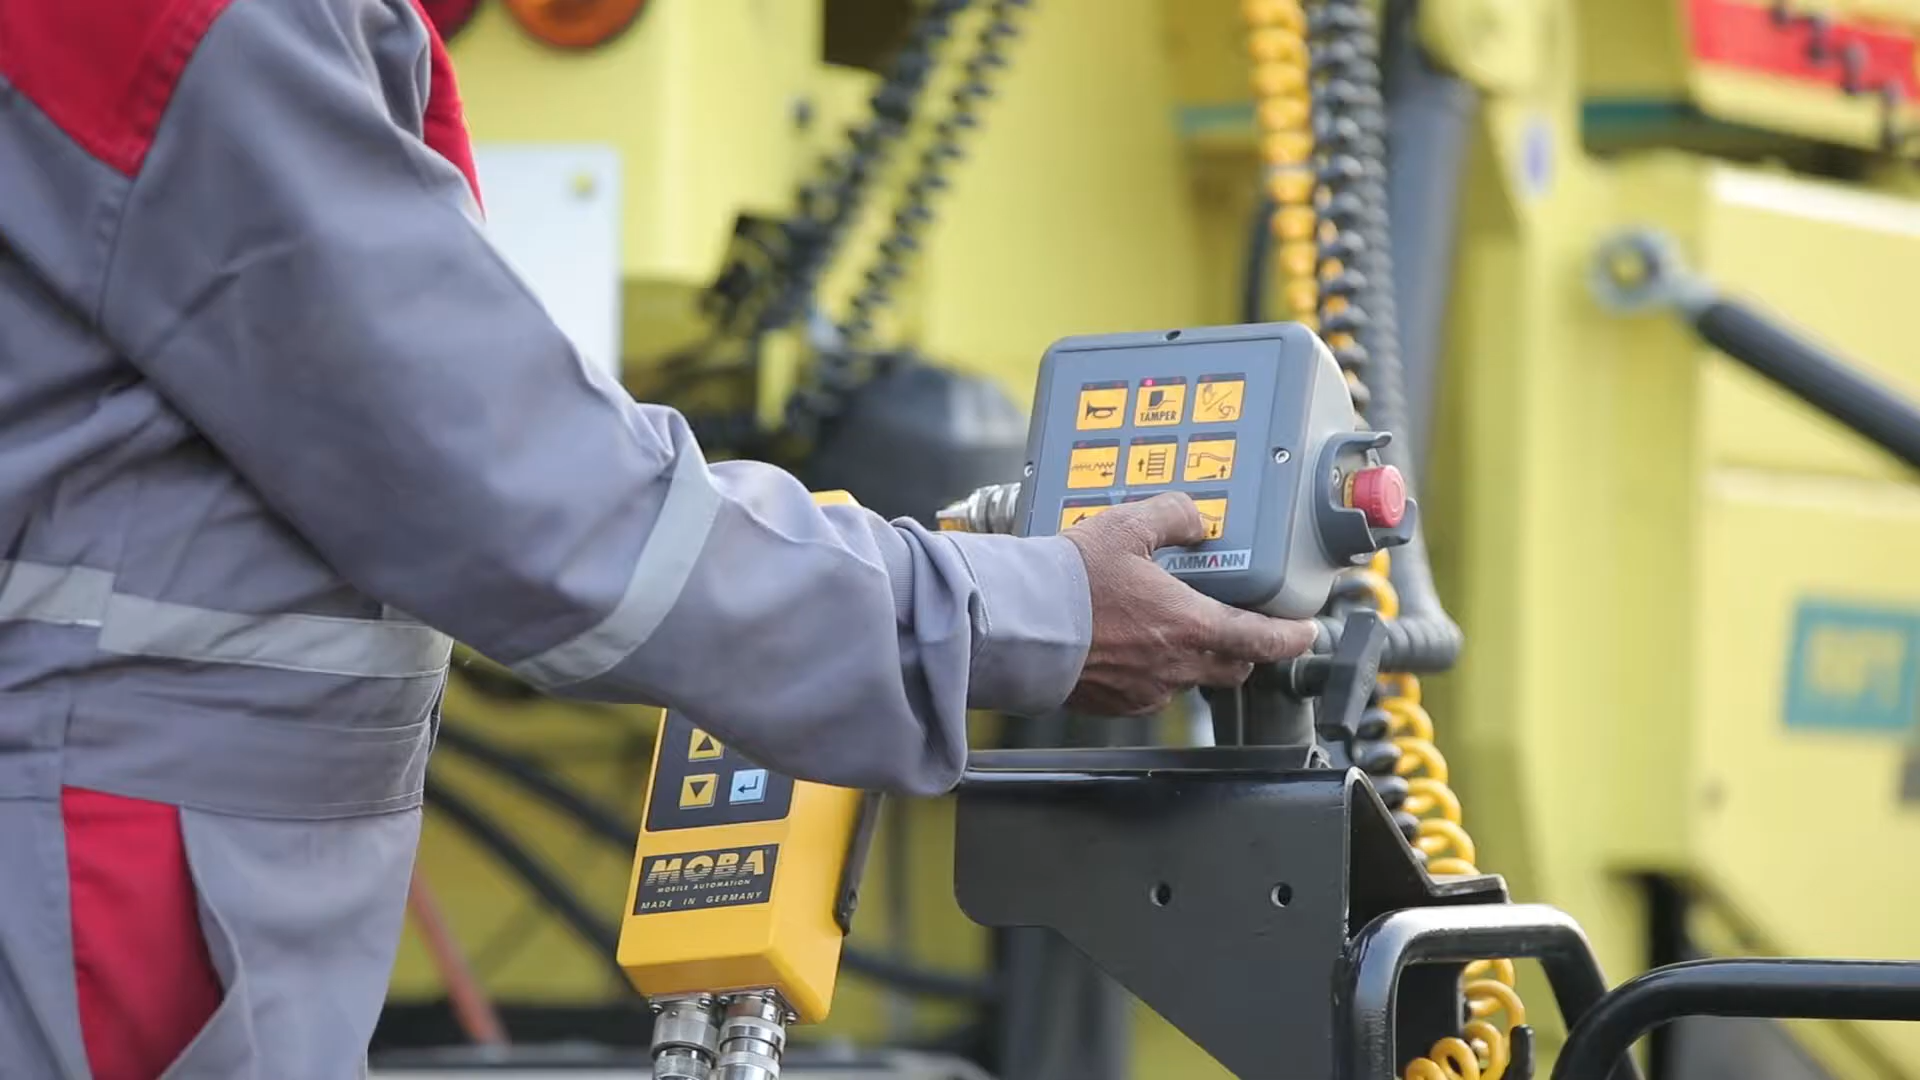 TAMPER
AMMANN
MOBA
MOBILE AUTOMATION
MADE IN GERMANY